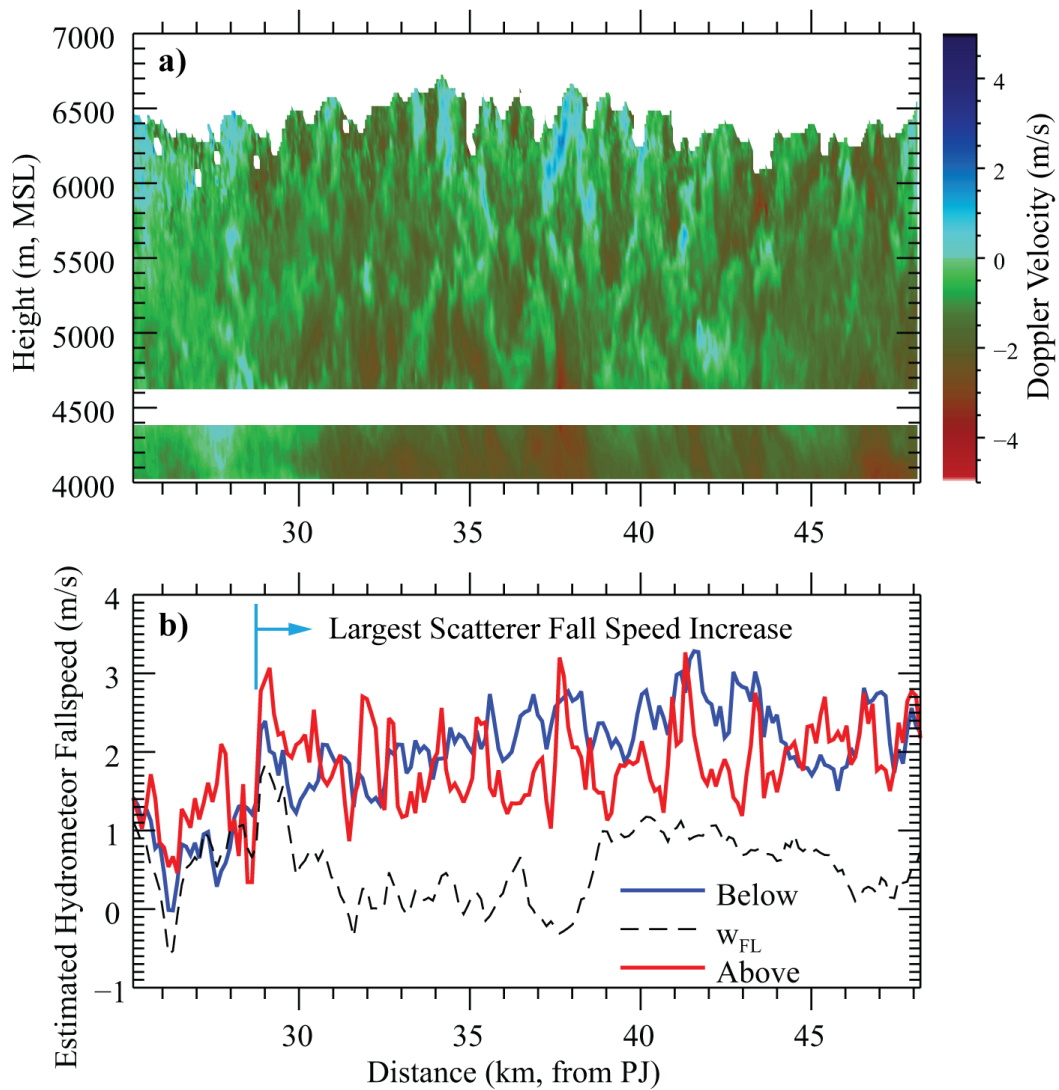 a)
7000
6500
6000
5500
5000
4500
4000
Height (m, MSL)
30 35 40 45
4
2
0
−2
−4
Doppler Velocity (m/s)
b)
Largest Scatterer Fall Speed Increase
4
3
2
1
0
−1
Estimated Hydrometeor Fallspeed (m/s)
Below
wFL
Above
30 35 40 45
Distance (km, from PJ)